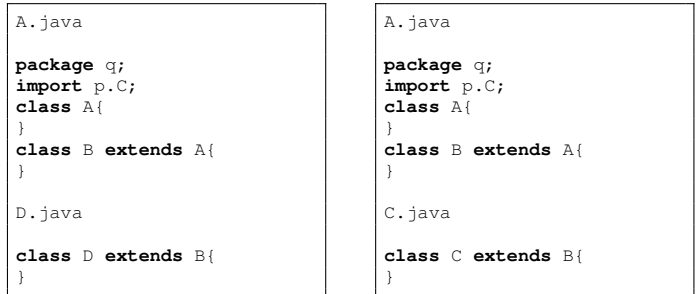 A.java
package q;
import p.C;
class A{
}
class B extends A{
}
D.java
class D extends B{
}
A.java
package q;
import p.C;
class A{
}
class B extends A{
}
C.java
class C extends B{
}